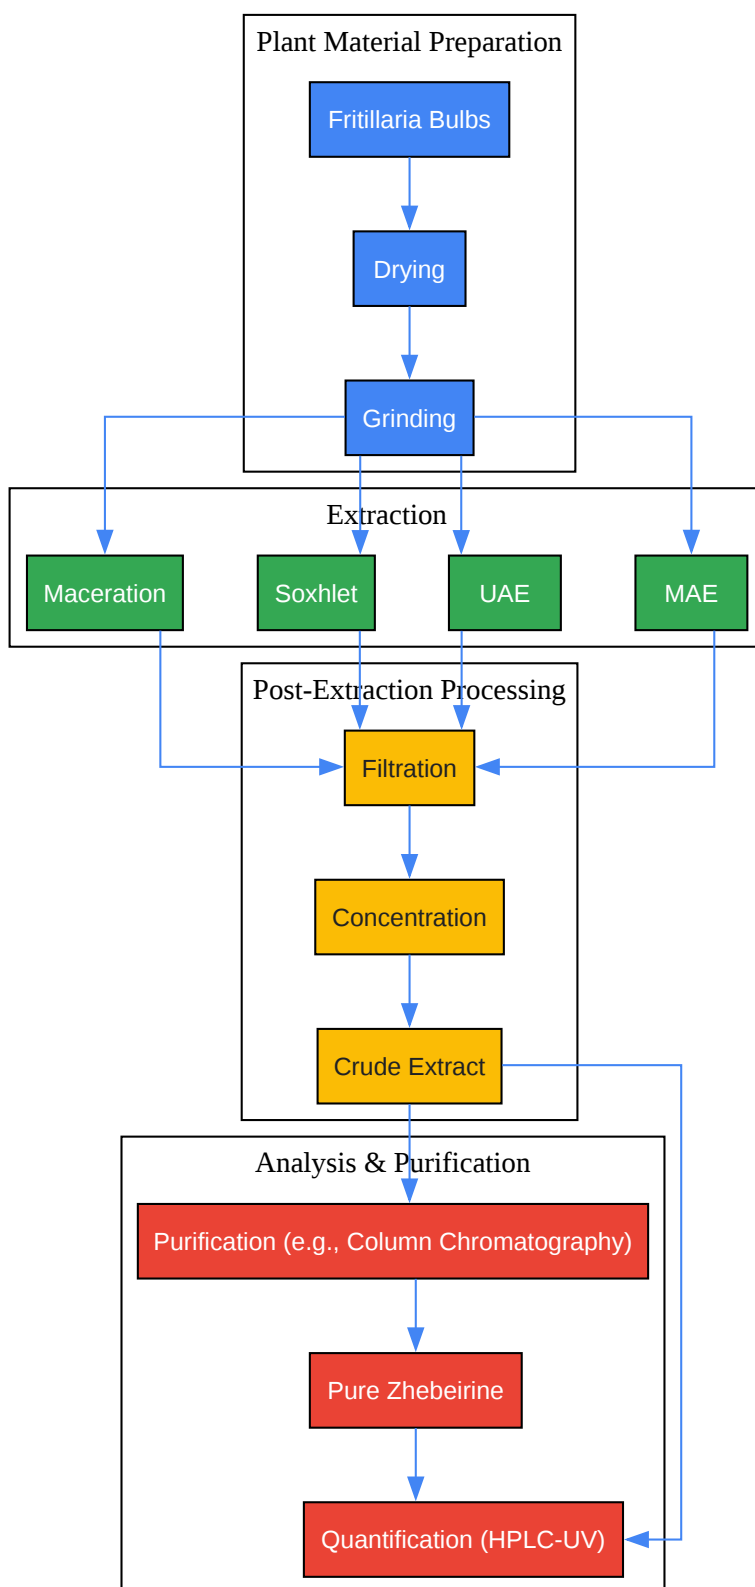 Plant Material Preparation
Fritillaria Bulbs
Drying
Grinding
Extraction
Maceration
Soxhlet
UAE
MAE
Post-Extraction Processing
Filtration
Concentration
Crude Extract
Analysis & Purification
Purification (e.g., Column Chromatography)
Pure Zhebeirine
Quantification (HPLC-UV)